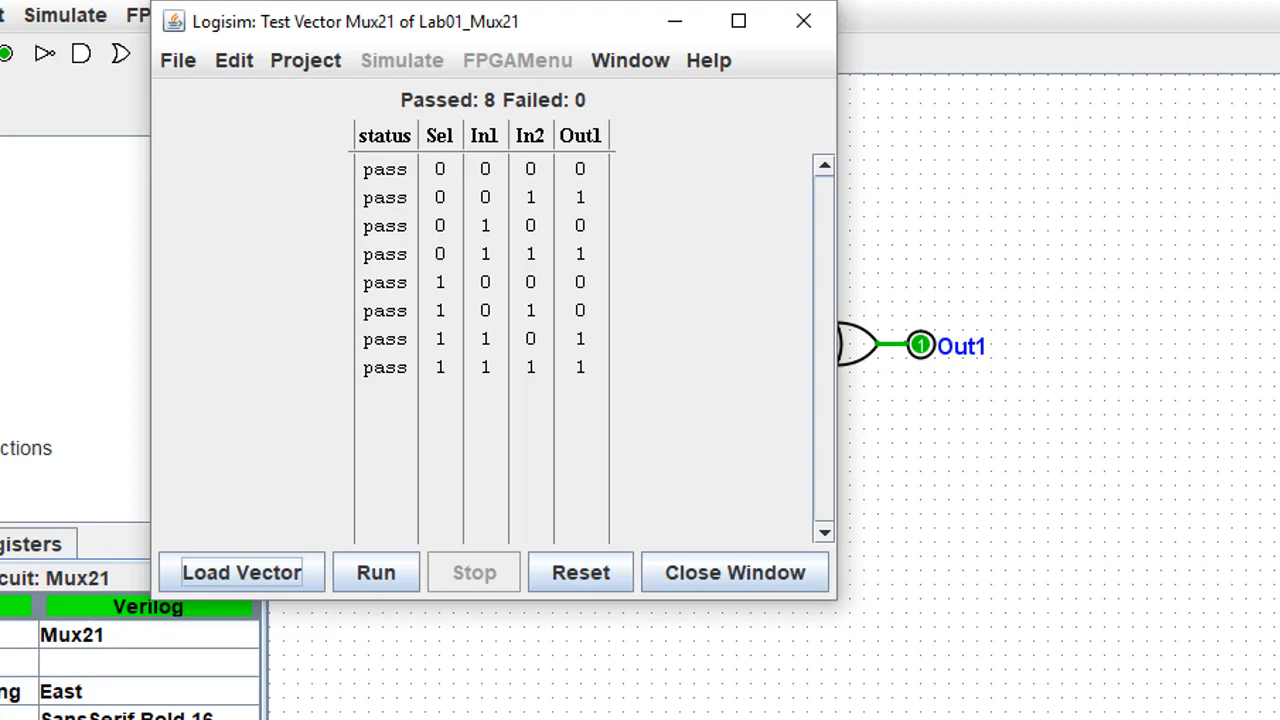 t Simulate FP
Logisim: Test Vector Mux21 of Lab01_Mux21
File Edit Project Simulate FPGAMenu Window Help
Passed: 8 Failed: 0
status Sel In1 In2 Out1
pass 0 0 0 0
pass 0 0 1 1
pass 0 1 0 0
pass 0 1 1 1
pass 1 0 0 0
pass 1 0 1 0
pass 1 1 0 1
pass 1 1 1 1
1 Out1
ctions
gisters
Load Vector Run Stop Reset Close Window
cuit: Mux21
Verilog
Mux21
ng East
SansSerif Bold 16